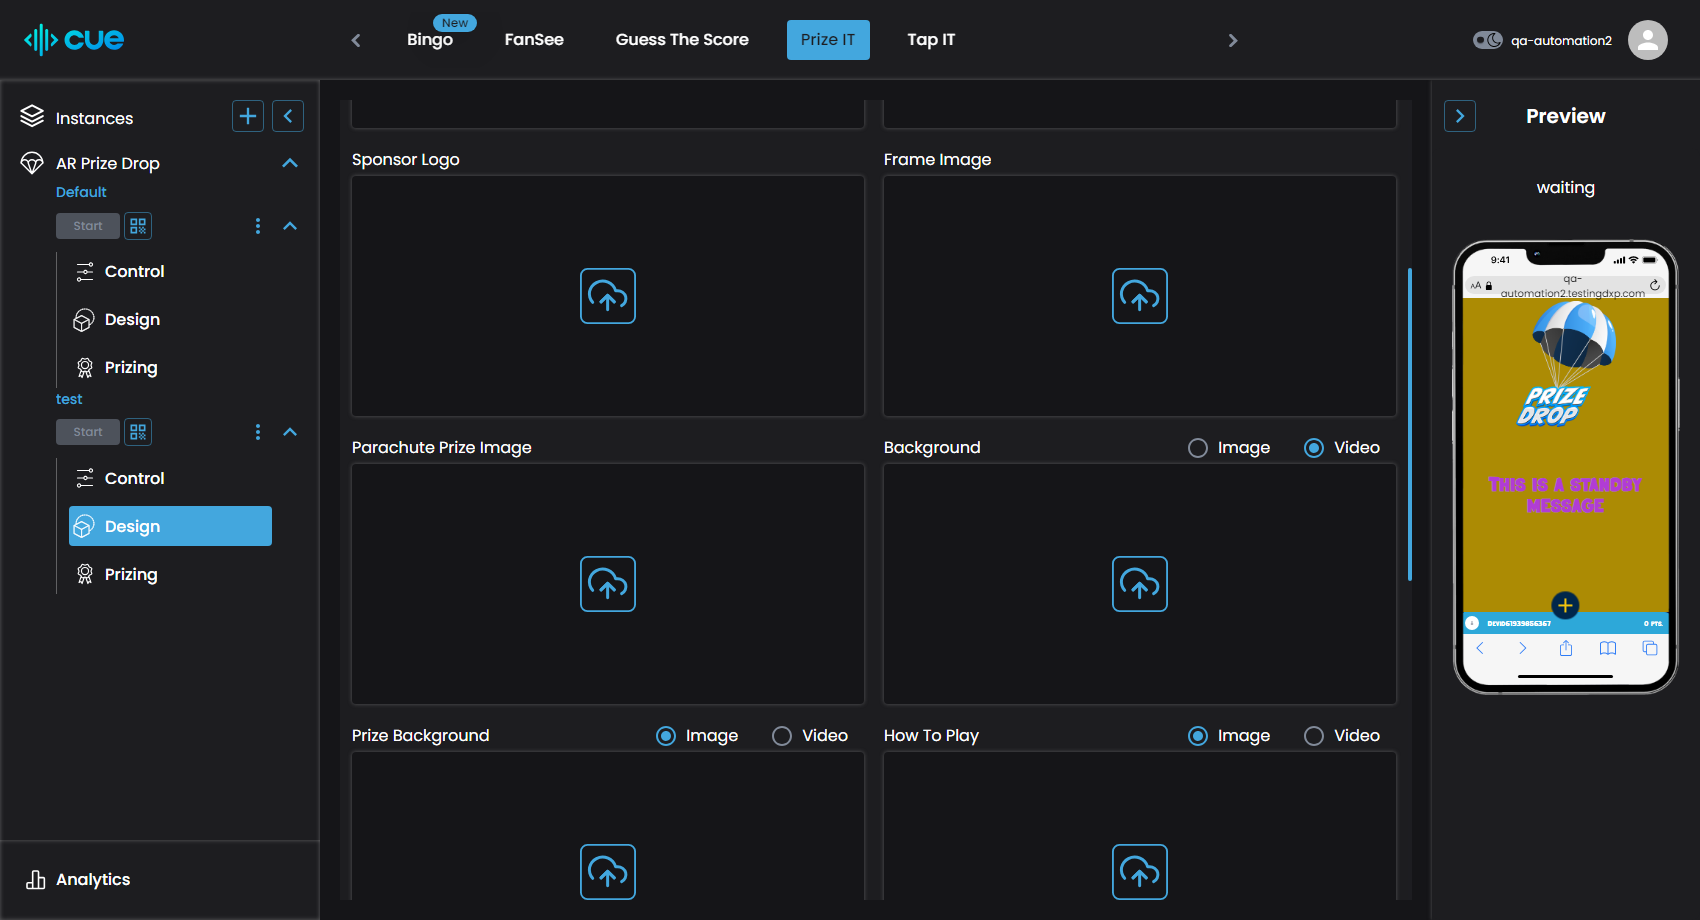 cue
New
Bingo
FanSee
Guess The Score
Prize IT
Tap IT
qa-automation2
Instances
AR Prize Drop
Default
Start
Control
Design
Prizing
test
Start
Control
Design
Prizing
Analytics
Sponsor Logo
Frame Image
Parachute Prize Image
Background
Image
Video
Prize Background
Image
Video
How To Play
Image
Video
Preview
waiting
9:41
AA
qa-
automation2.testingdxp.com
PRIZE
DROP
THIS IS A STANDBY
MESSAGE
0 PTS.